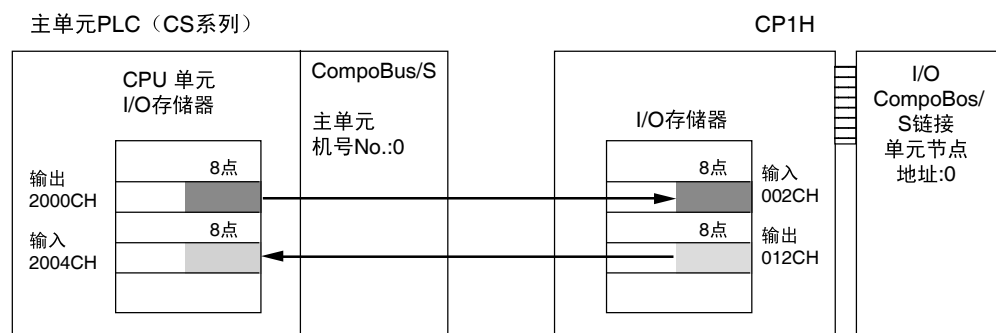 主单元PLC（CS系列）
CP1H
CPU 单元
I/O存储器
CompoBus/S
主单元
机号No.:0
I/O存储器
I/O
CompoBos/
S链接
单元节点
地址:0
8点
输出
2000CH
8点
输入
2004CH
8点
输入
002CH
8点
输出
012CH